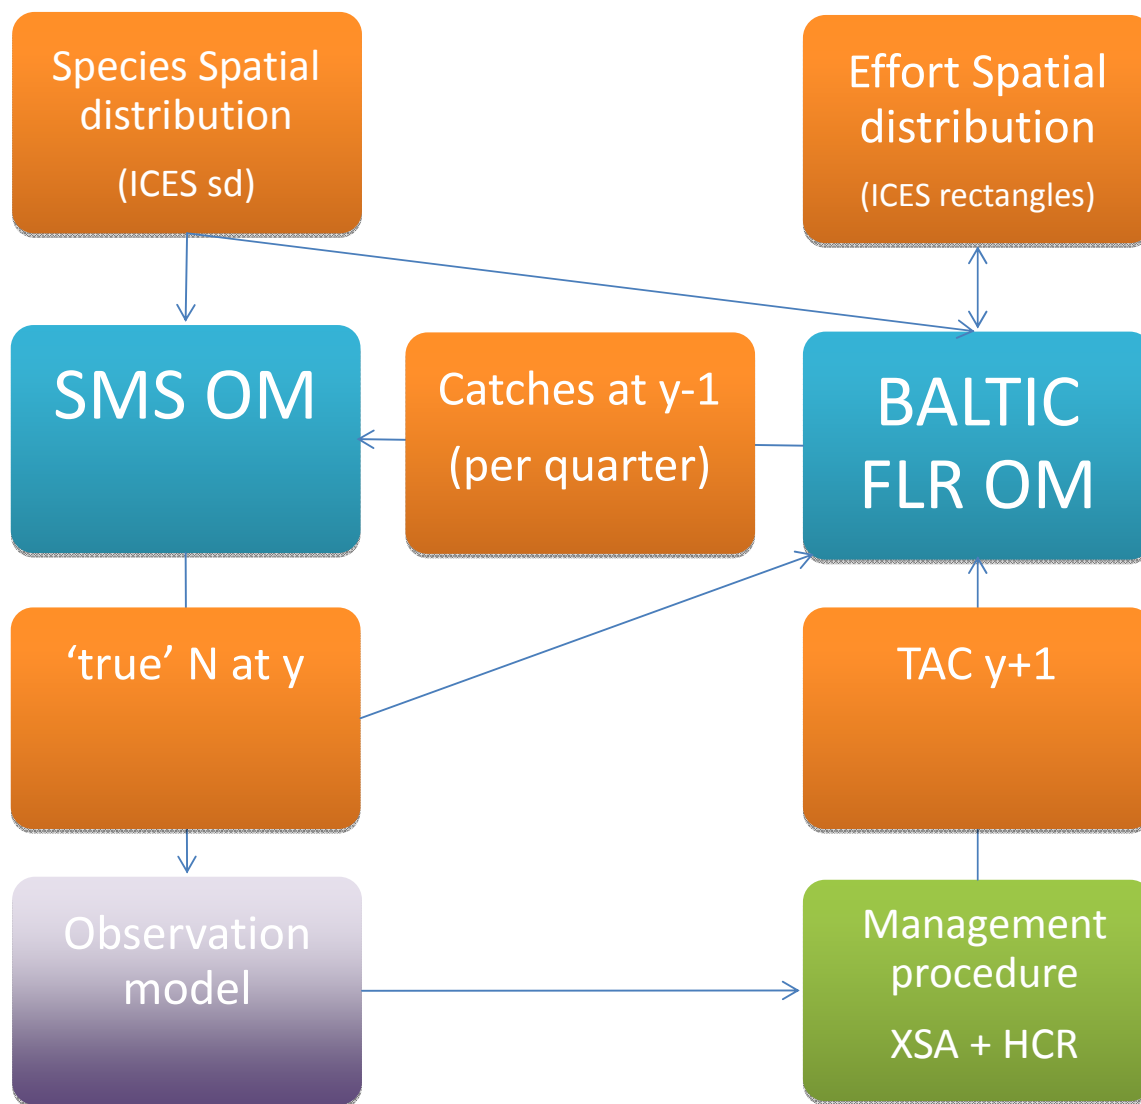 Species Spatial
distribution
(ICES sd)
Effort Spatial
distribution
(ICES rectangles)
SMS OM
Catches at y-1
(per quarter)
BALTIC
FLR OM
‘true’ N at y
TAC y+1
Observation
model
Management
procedure
XSA + HCR